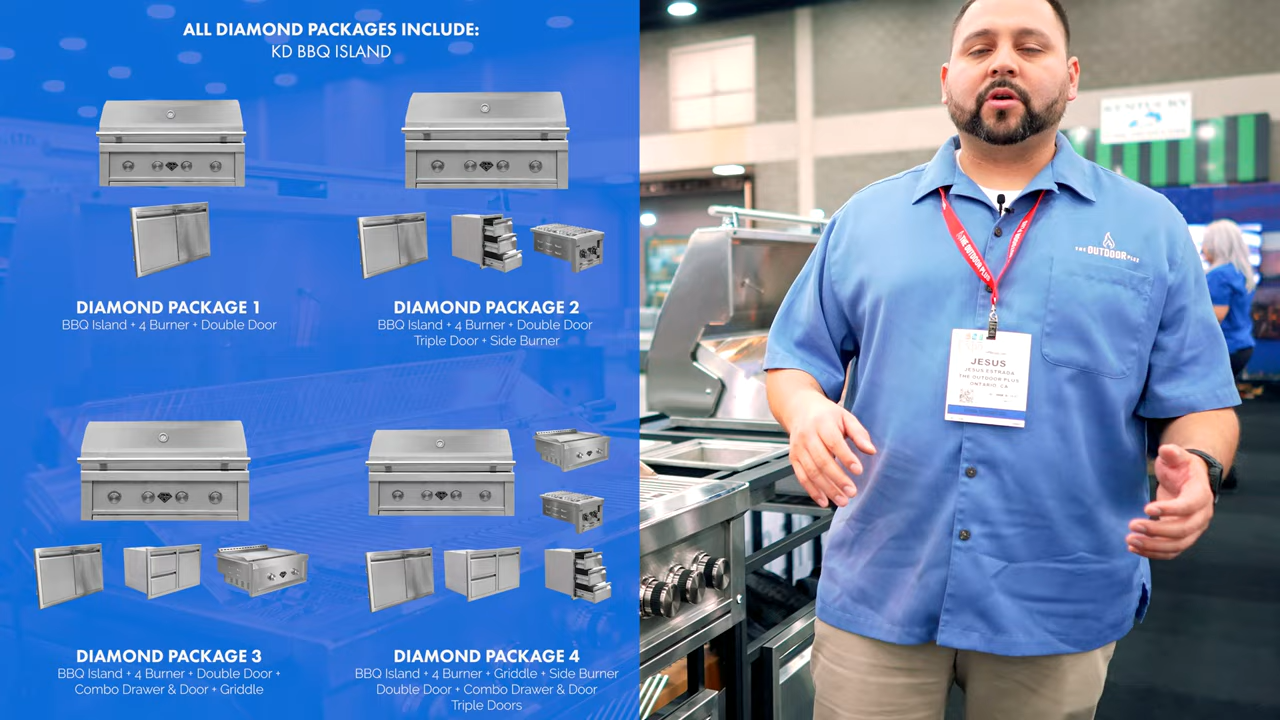 ALL DIAMOND PACKAGES INCLUDE:
KD BBQ ISLAND
DIAMOND PACKAGE 1
BBQ Island + 4 Burner + Double Door
DIAMOND PACKAGE 2
BBQ Island + 4 Burner + Double Door
Triple Door + Side Burner
DIAMOND PACKAGE 3
BBQ Island + 4 Burner + Double Door +
Combo Drawer & Door + Griddle
DIAMOND PACKAGE 4
BBQ Island + 4 Burner + Griddle + Side Burner
Double Door + Combo Drawer & Door
Triple Doors
KENTUCKY
THE OUTDOOR PLUS
THE OUTDOOR PLUS
JESUS
JESUS ESTRADA
THE OUTDOOR PLUS
ONTARIO, CA